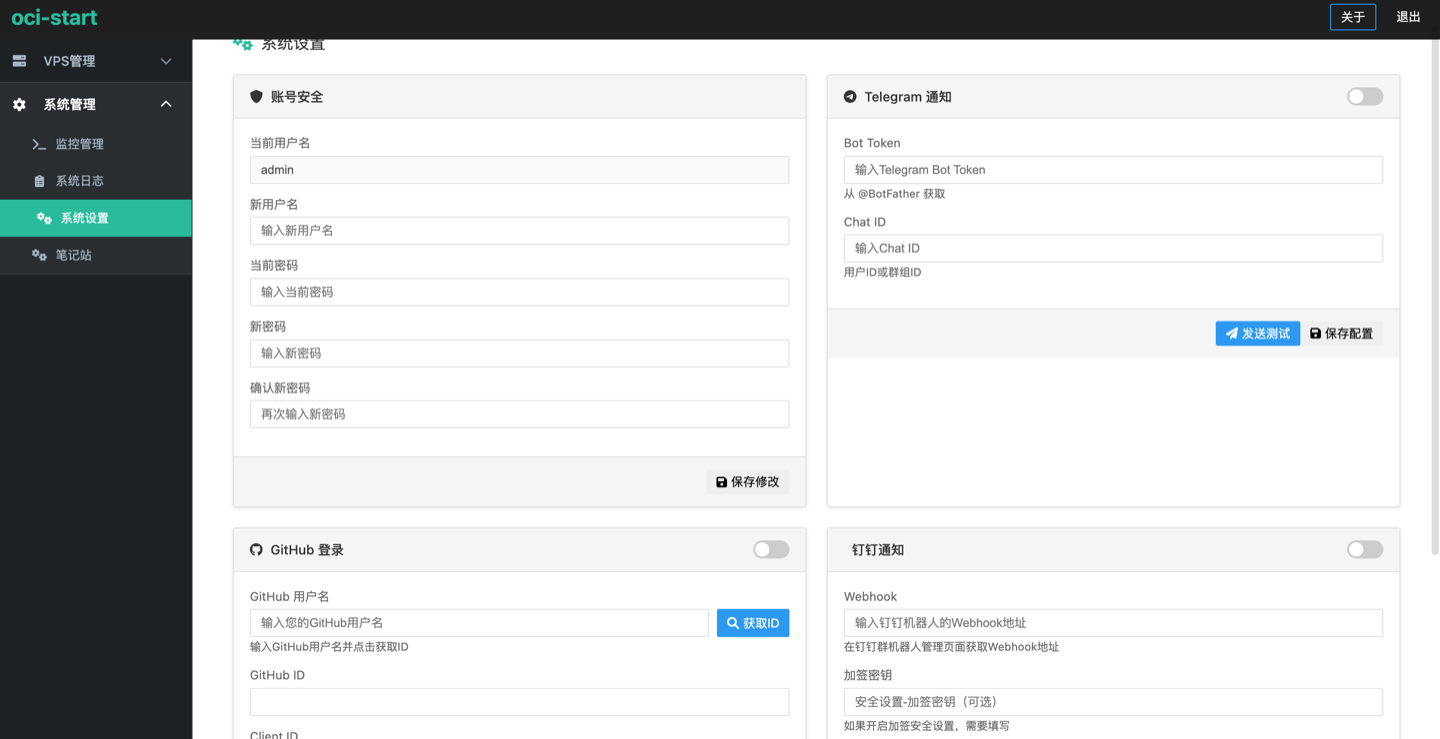 oci-start
关于
退出
VPS管理
系统管理
监控管理
系统日志
系统设置
笔记站
系统设置
账号安全
当前用户名
admin
新用户名
输入新用户名
当前密码
输入当前密码
新密码
输入新密码
确认新密码
再次输入新密码
保存修改
Telegram 通知
Bot Token
输入Telegram Bot Token
从 @BotFather 获取
Chat ID
输入Chat ID
用户ID或群组ID
发送测试
保存配置
GitHub 登录
GitHub 用户名
输入您的GitHub用户名
获取ID
输入GitHub用户名并点击获取ID
GitHub ID
Client ID
钉钉通知
Webhook
输入钉钉机器人的Webhook地址
在钉钉群机器人管理页面获取Webhook地址
加签密钥
安全设置-加签密钥（可选）
如果开启加签安全设置，需要填写